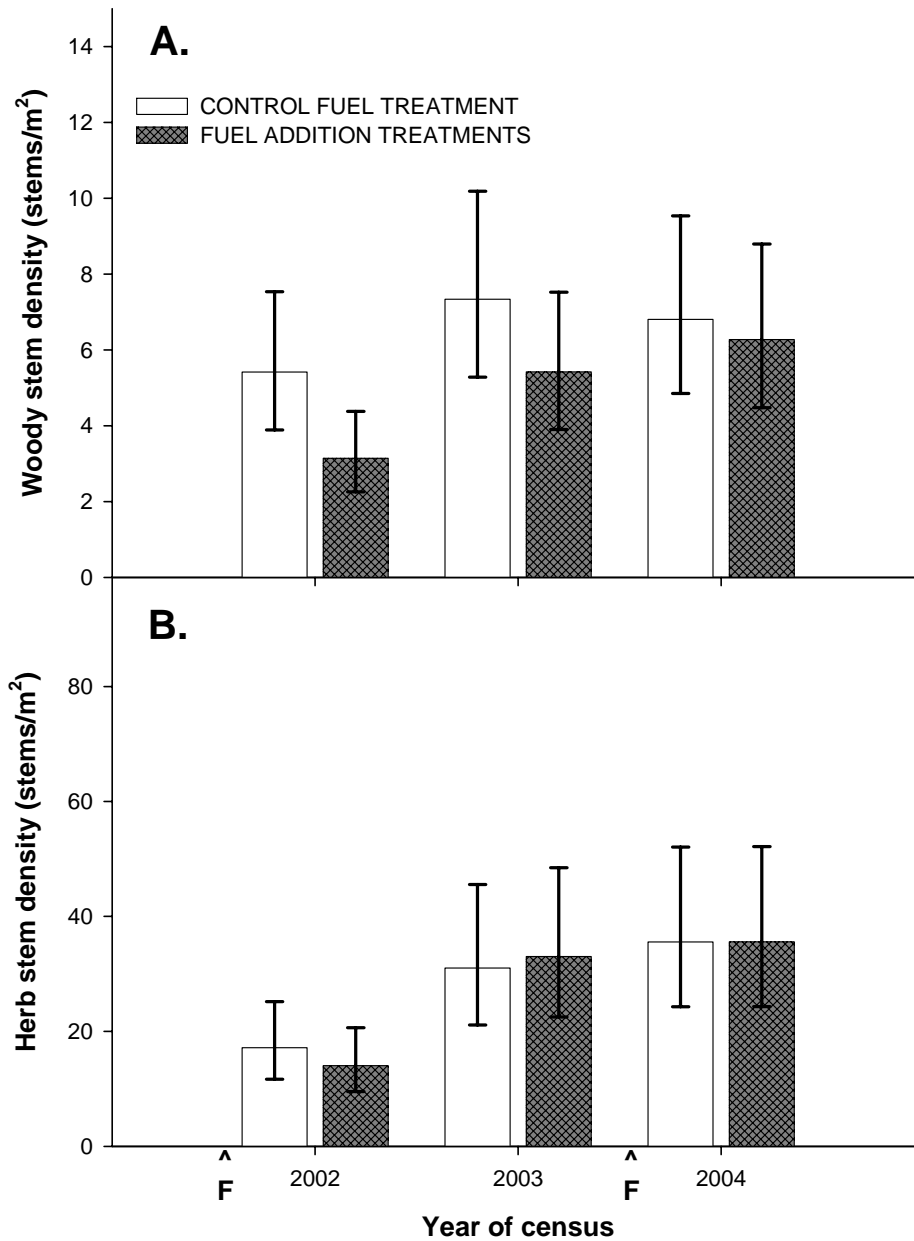 A.
CONTROL FUEL TREATMENT
FUEL ADDITION TREATMENTS
Woody stem density (stems/m²)
14
12
10
8
6
4
2
0
B.
Herb stem density (stems/m²)
80
60
40
20
0
^ ^
2002 2003 2004
F F
Year of census